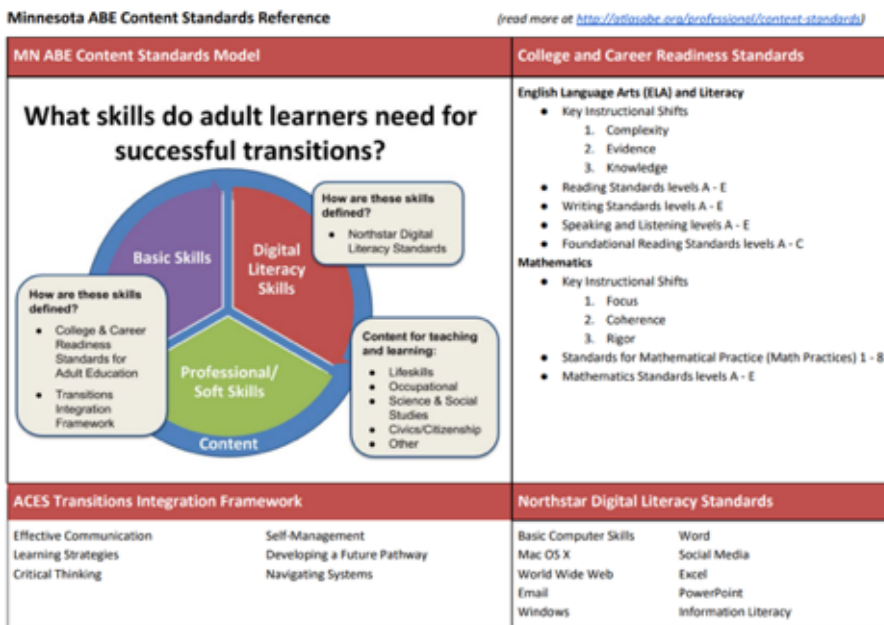 Minnesota ABE Content Standards Reference
(read more at http://atlasabe.org/professional/content-standards)
MN ABE Content Standards Model
What skills do adult learners need for
successful transitions?
Basic Skills
Digital
Literacy
Skills
Professional/
Soft Skills
Content
How are these skills
defined?
● Northstar Digital
Literacy Standards
How are these skills
defined?
● College & Career
Readiness
Standards for
Adult Education
● Transitions
Integration
Framework
Content for teaching
and learning:
● Lifeskills
● Occupational
● Science & Social
Studies
● Civics/Citizenship
● Other
College and Career Readiness Standards
English Language Arts (ELA) and Literacy
● Key Instructional Shifts
1. Complexity
2. Evidence
3. Knowledge
● Reading Standards levels A - E
● Writing Standards levels A - E
● Speaking and Listening levels A - E
● Foundational Reading Standards levels A - C
Mathematics
● Key Instructional Shifts
1. Focus
2. Coherence
3. Rigor
● Standards for Mathematical Practice (Math Practices) 1 - 8
● Mathematics Standards levels A - E
ACES Transitions Integration Framework
Effective Communication
Learning Strategies
Critical Thinking
Self-Management
Developing a Future Pathway
Navigating Systems
Northstar Digital Literacy Standards
Basic Computer Skills
Mac OS X
World Wide Web
Email
Windows
Word
Social Media
Excel
PowerPoint
Information Literacy